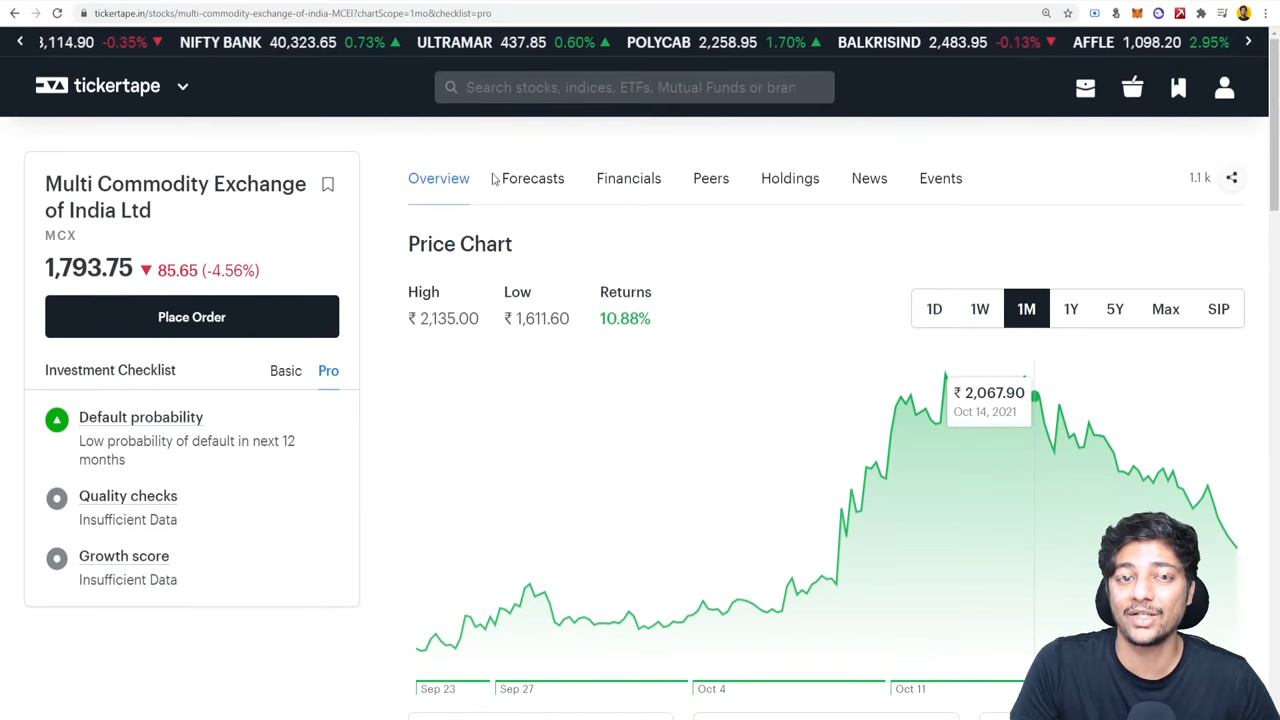 tickertape.in/stocks/multi-commodity-exchange-of-india-MCEI?chartScope=1mo&checklist=pro
3,114.90 -0.35% NIFTY BANK 40,323.65 0.73% ULTRAMAR 437.85 0.60% POLYCAB 2,258.95 1.70% BALKRISIND 2,483.95 -0.13% AFFLE 1,098.20 2.95%
tickertape
Search stocks, indices, ETFs, Mutual Funds or bran
Multi Commodity Exchange
of India Ltd
MCX
1,793.75 85.65 (-4.56%)
Place Order
Investment Checklist Basic Pro
Default probability
Low probability of default in next 12
months
Quality checks
Insufficient Data
Growth score
Insufficient Data
Overview Forecasts Financials Peers Holdings News Events 1.1 k
Price Chart
High Low Returns
₹ 2,135.00 ₹ 1,611.60 10.88%
1D 1W 1M 1Y 5Y Max SIP
₹ 2,067.90
Oct 14, 2021
Sep 23 Sep 27 Oct 4 Oct 11